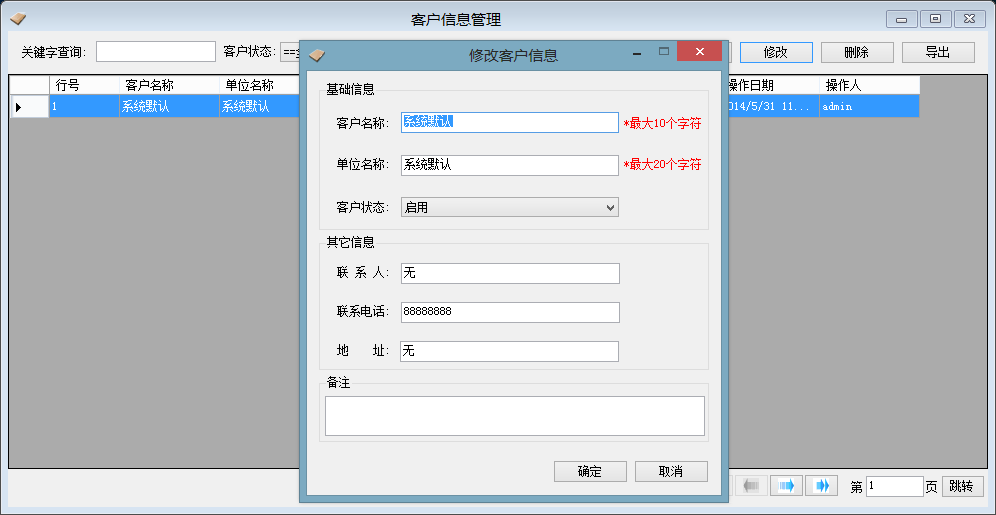 客户信息管理
关键字查询:
客户状态: ==
修改
删除
导出
行号 客户名称 单位名称
操作日期 操作人
1 系统默认 系统默认
014/5/31 11... admin
修改客户信息
基础信息
客户名称: 系统默认 *最大10个字符
单位名称: 系统默认 *最大20个字符
客户状态: 启用
其它信息
联 系 人: 无
联系电话: 88888888
地 址: 无
备注
确定 取消
第 1 页 跳转